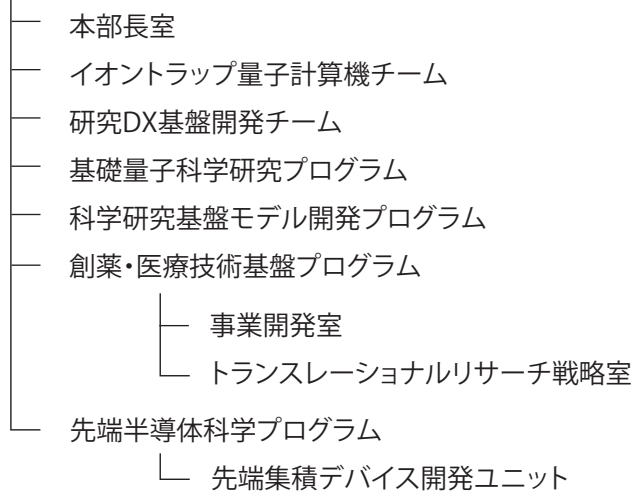 本部長室
イオントラップ量子計算機チーム
研究DX基盤開発チーム
基礎量子科学研究プログラム
科学研究基盤モデル開発プログラム
創薬・医療技術基盤プログラム
事業開発室
トランスレーショナルリサーチ戦略室
先端半導体科学プログラム
先端集積デバイス開発ユニット